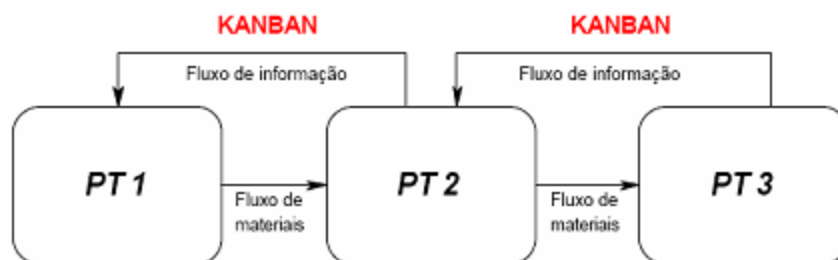 KANBAN
KANBAN
Fluxo de informação
Fluxo de informação
PT 1
PT 2
PT 3
Fluxo de
materiais
Fluxo de
materiais